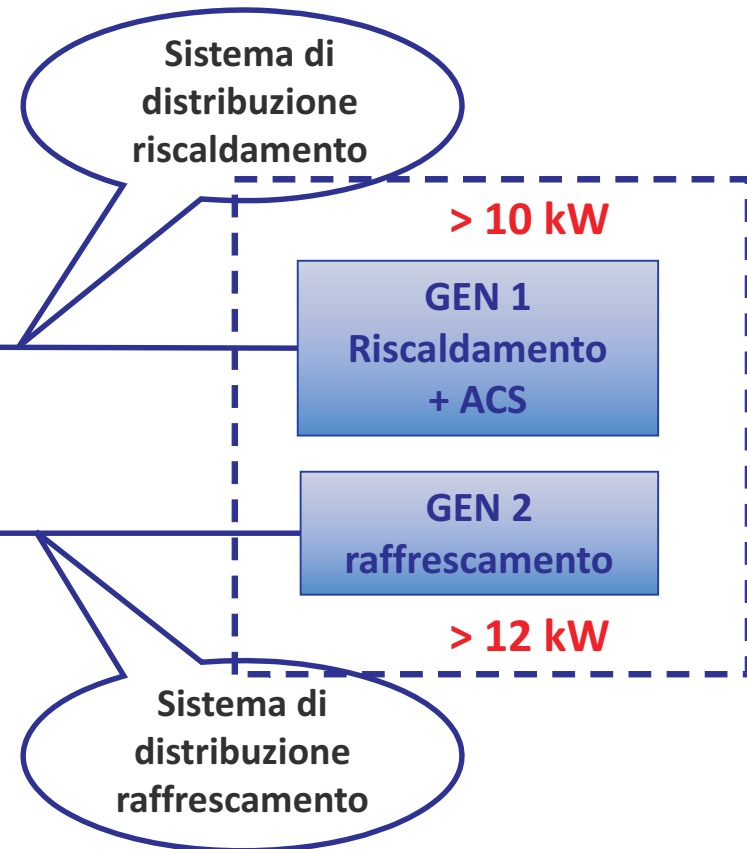 Sistema di
distribuzione
riscaldamento
> 10 kW
GEN 1
Riscaldamento
+ ACS
GEN 2
raffrescamento
> 12 kW
Sistema di
distribuzione
raffrescamento